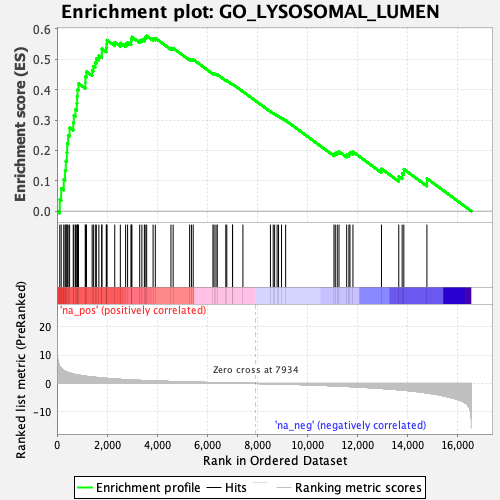 Enrichment plot: GO_LYSOSOMAL_LUMEN
Enrichment score (ES)
0.6
0.5
0.4
0.3
0.2
0.1
0.0
'na_pos' (positively correlated)
Ranked list metric (PreRanked)
20
10
0
-10
Zero cross at 7934
'na_neg' (negatively correlated)
0 2,000 4,000 6,000 8,000 10,000 12,000 14,000 16,000
Rank in Ordered Dataset
Enrichment profile Hits Ranking metric scores